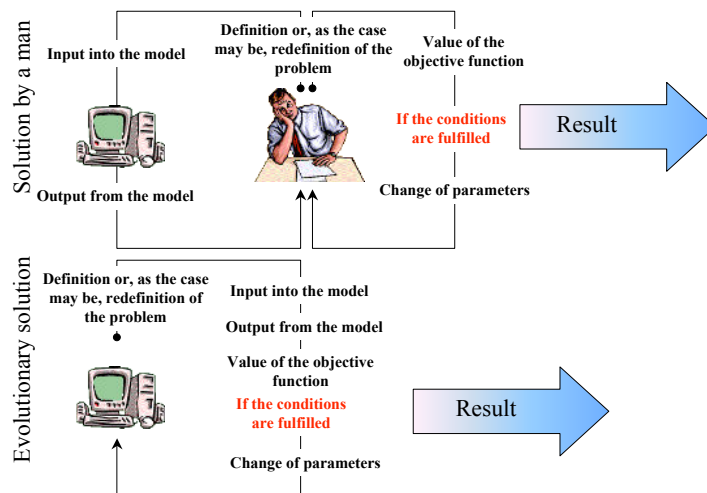 Solution by a man
Input into the model
Output from the model
Definition or, as the case
may be, redefinition of the
problem
Value of the
objective function
If the conditions
are fulfilled
Change of parameters
Result
Evolutionary solution
Definition or, as the case
may be, redefinition of
the problem
Input into the model
Output from the model
Value of the objective
function
If the conditions
are fulfilled
Change of parameters
Result